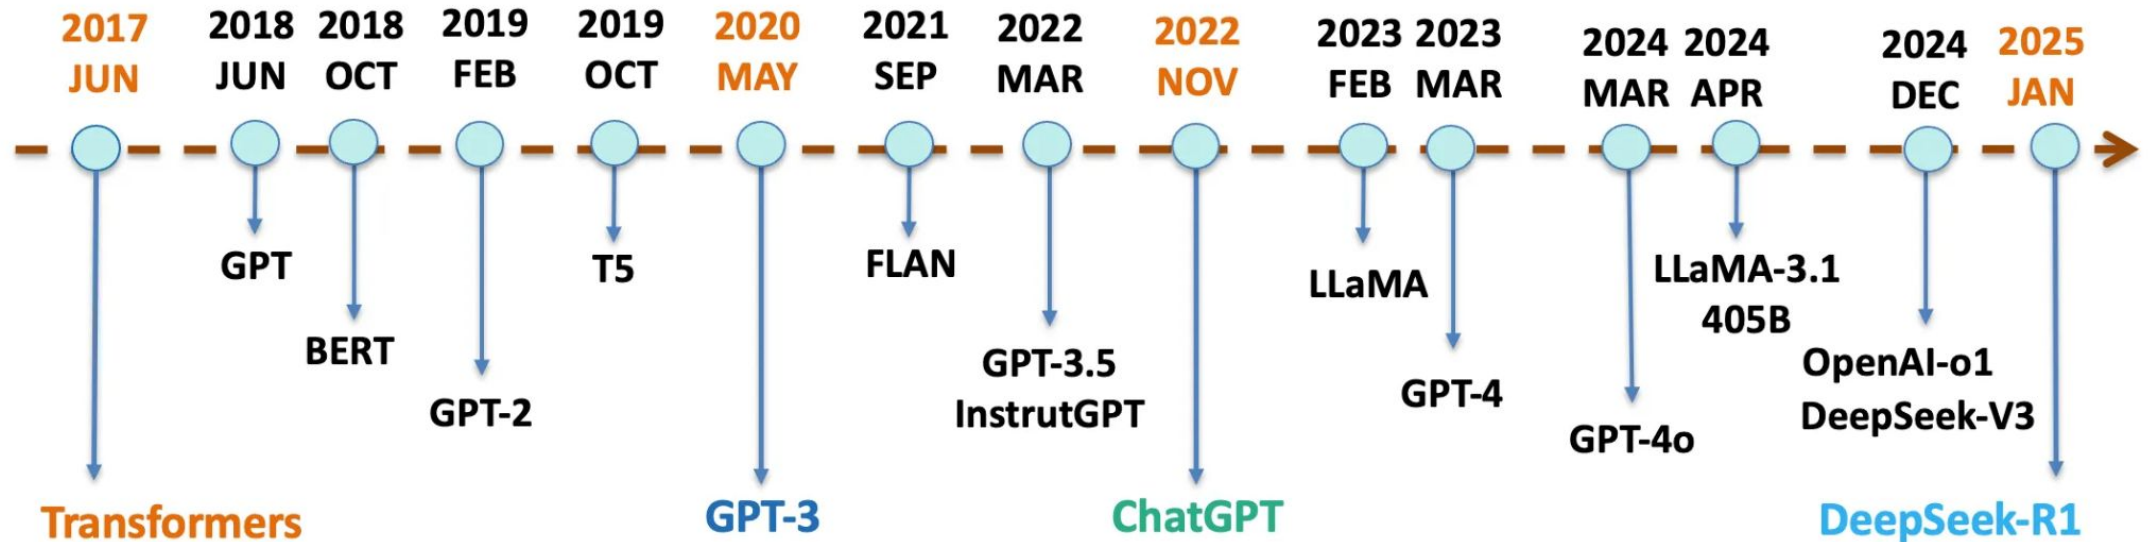 2017
JUN
2018
JUN
2018
OCT
2019
FEB
2019
OCT
2020
MAY
2021
SEP
2022
MAR
2022
NOV
2023
FEB
2023
MAR
2024
MAR
2024
APR
2024
DEC
2025
JAN
Transformers
GPT
BERT
GPT-2
T5
GPT-3
FLAN
GPT-3.5
InstrutGPT
ChatGPT
LLaMA
GPT-4
GPT-4o
LLaMA-3.1
405B
OpenAI-o1
DeepSeek-V3
DeepSeek-R1